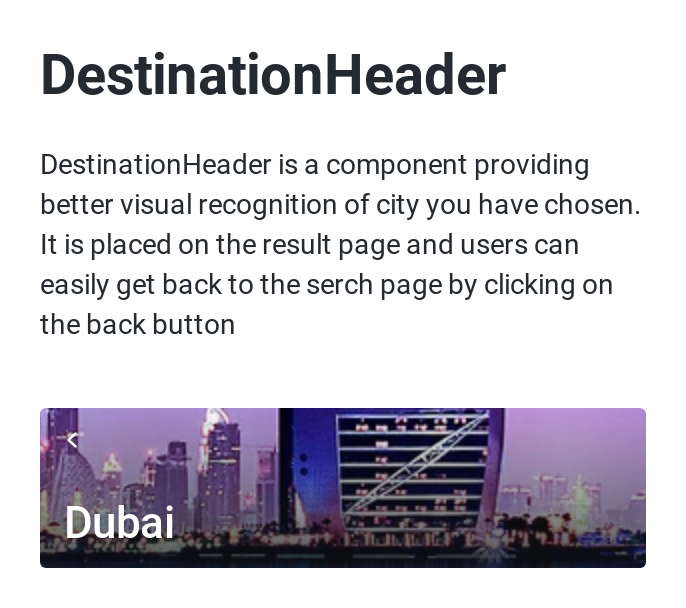 DestinationHeader
DestinationHeader is a component providing
better visual recognition of city you have chosen.
It is placed on the result page and users can
easily get back to the serch page by clicking on
the back button
Dubai